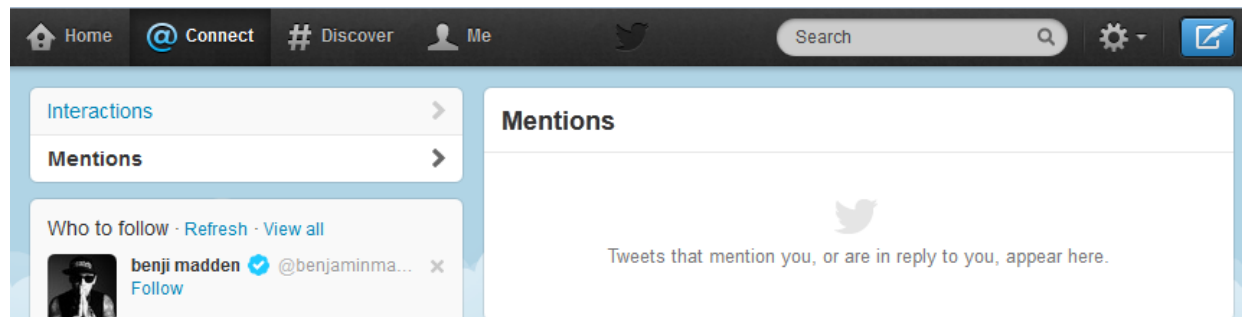 Home @ Connect # Discover Me Search
Interactions
Mentions
Mentions
Tweets that mention you, or are in reply to you, appear here.
Who to follow · Refresh · View all
benji madden @benjaminma... ×
Follow